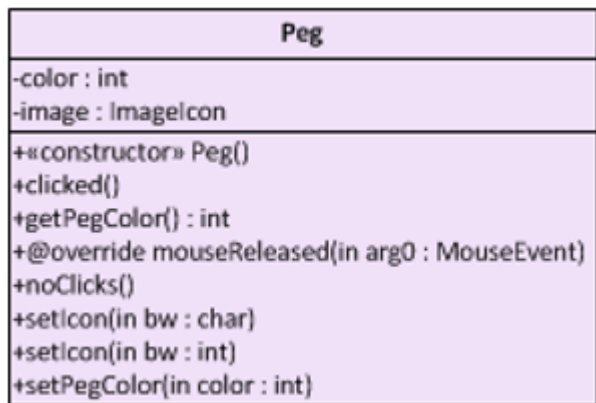 Peg
-color : int
-image : ImageIcon
+«constructor» Peg()
+clicked()
+getPegColor() : int
+@override mouseReleased(in arg0 : MouseEvent)
+noClicks()
+setIcon(in bw : char)
+setIcon(in bw : int)
+setPegColor(in color : int)